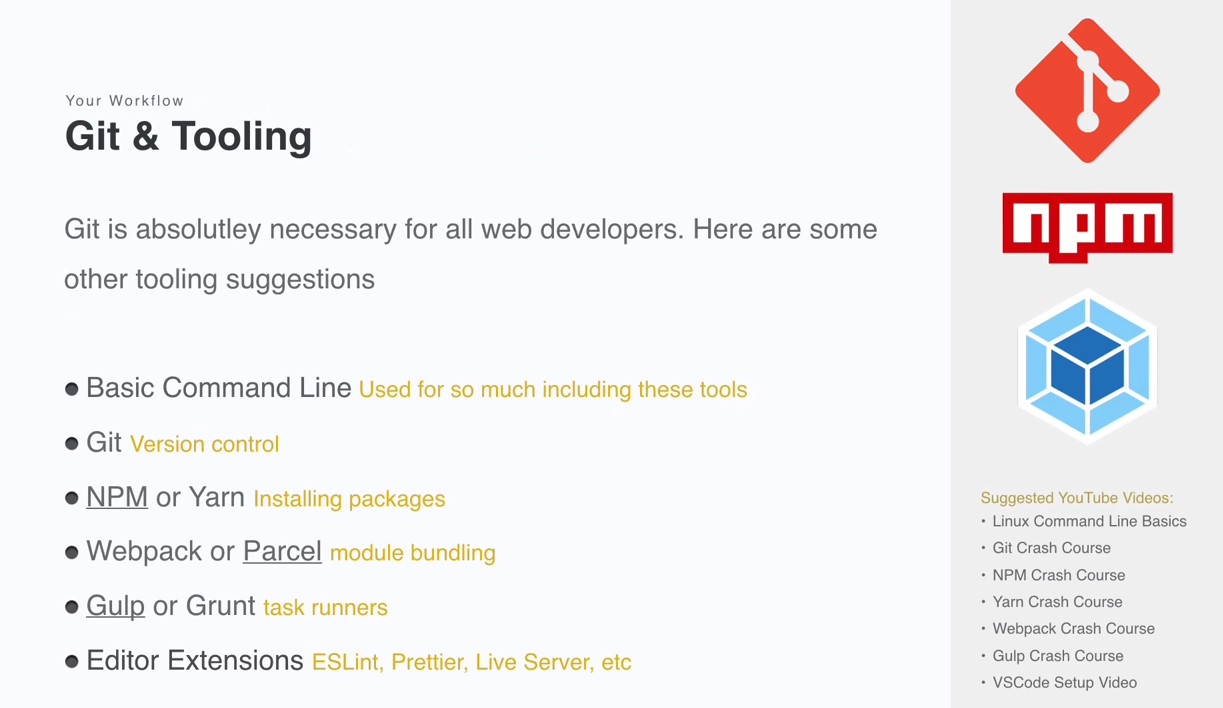 Your Workflow
Git & Tooling
Git is absolutley necessary for all web developers. Here are some
other tooling suggestions
● Basic Command Line Used for so much including these tools
● Git Version control
● NPM or Yarn Installing packages
● Webpack or Parcel module bundling
● Gulp or Grunt task runners
● Editor Extensions ESLint, Prettier, Live Server, etc
npm
Suggested YouTube Videos:
• Linux Command Line Basics
• Git Crash Course
• NPM Crash Course
• Yarn Crash Course
• Webpack Crash Course
• Gulp Crash Course
• VSCode Setup Video